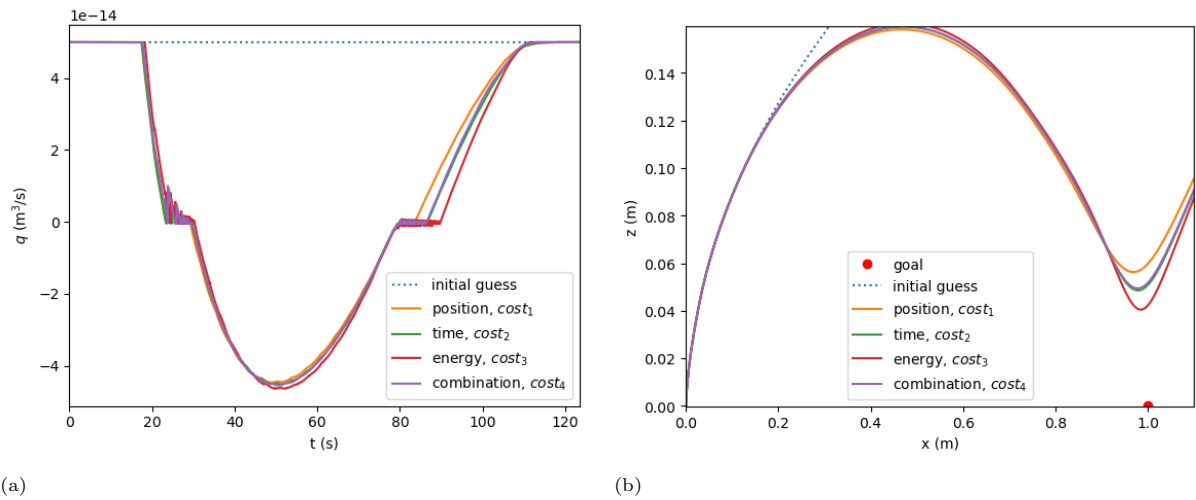 1e−14
4
2
0
−2
−4
q (m³/s)
0
20
40
60
80
100
120
t (s)
initial guess
position, cost₁
time, cost₂
energy, cost₃
combination, cost₄
(a)
0.14
0.12
0.10
0.08
0.06
0.04
0.02
0.00
z (m)
0.0
0.2
0.4
0.6
0.8
1.0
x (m)
goal
initial guess
position, cost₁
time, cost₂
energy, cost₃
combination, cost₄
(b)